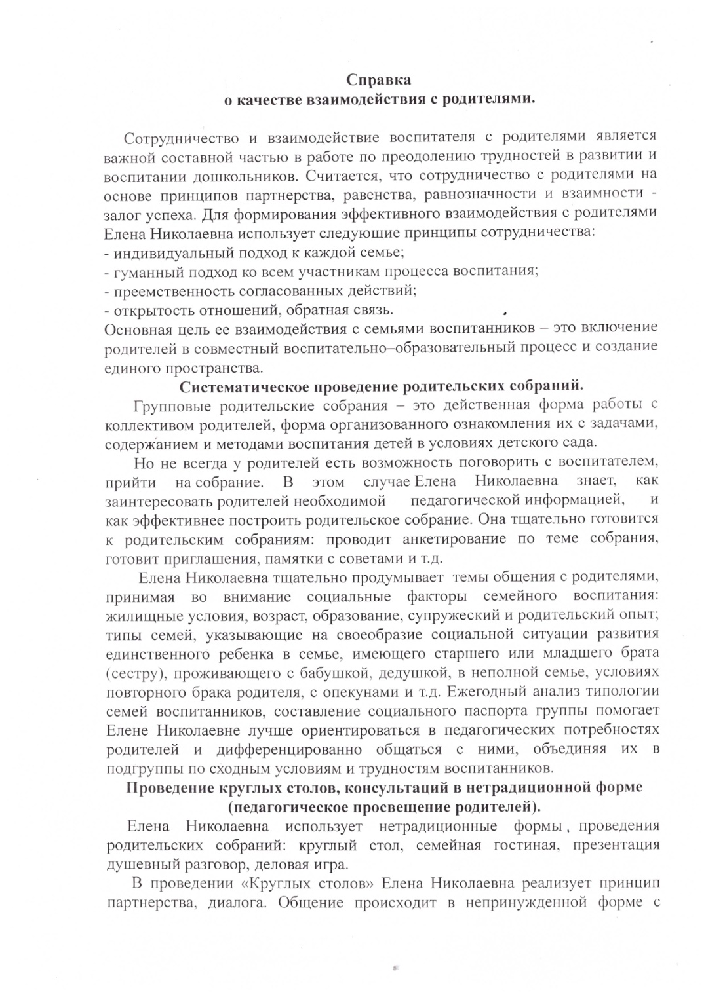 Справка
о качестве взаимодействия с родителями.
Сотрудничество и взаимодействие воспитателя с родителями является
важной составной частью в работе по преодолению трудностей в развитии и
воспитании дошкольников. Считается, что сотрудничество с родителями на
основе принципов партнерства, равенства, равнозначности и взаимности -
залог успеха. Для формирования эффективного взаимодействия с родителями
Елена Николаевна использует следующие принципы сотрудничества:
- индивидуальный подход к каждой семье;
- гуманный подход ко всем участникам процесса воспитания;
- преемственность согласованных действий;
- открытость отношений, обратная связь.
Основная цель ее взаимодействия с семьями воспитанников – это включение
родителей в совместный воспитательно–образовательный процесс и создание
единого пространства.
Систематическое проведение родительских собраний.
Групповые родительские собрания – это действенная форма работы с
коллективом родителей, форма организованного ознакомления их с задачами,
содержанием и методами воспитания детей в условиях детского сада.
Но не всегда у родителей есть возможность поговорить с воспитателем,
прийти на собрание. В этом случае Елена Николаевна знает, как
заинтересовать родителей необходимой педагогической информацией, и
как эффективнее построить родительское собрание. Она тщательно готовится
к родительским собраниям: проводит анкетирование по теме собрания,
готовит приглашения, памятки с советами и т.д.
Елена Николаевна тщательно продумывает темы общения с родителями,
принимая во внимание социальные факторы семейного воспитания:
жилищные условия, возраст, образование, супружеский и родительский опыт;
типы семей, указывающие на своеобразие социальной ситуации развития
единственного ребенка в семье, имеющего старшего или младшего брата
(сестру), проживающего с бабушкой, дедушкой, в неполной семье, условиях
повторного брака родителя, с опекунами и т.д. Ежегодный анализ типологии
семей воспитанников, составление социального паспорта группы помогает
Елене Николаевне лучше ориентироваться в педагогических потребностях
родителей и дифференцированно общаться с ними, объединяя их в
подгруппы по сходным условиям и трудностям воспитанников.
Проведение круглых столов, консультаций в нетрадиционной форме
(педагогическое просвещение родителей).
Елена Николаевна использует нетрадиционные формы , проведения
родительских собраний: круглый стол, семейная гостиная, презентация
душевный разговор, деловая игра.
В проведении «Круглых столов» Елена Николаевна реализует принцип
партнерства, диалога. Общение происходит в непринужденной форме с